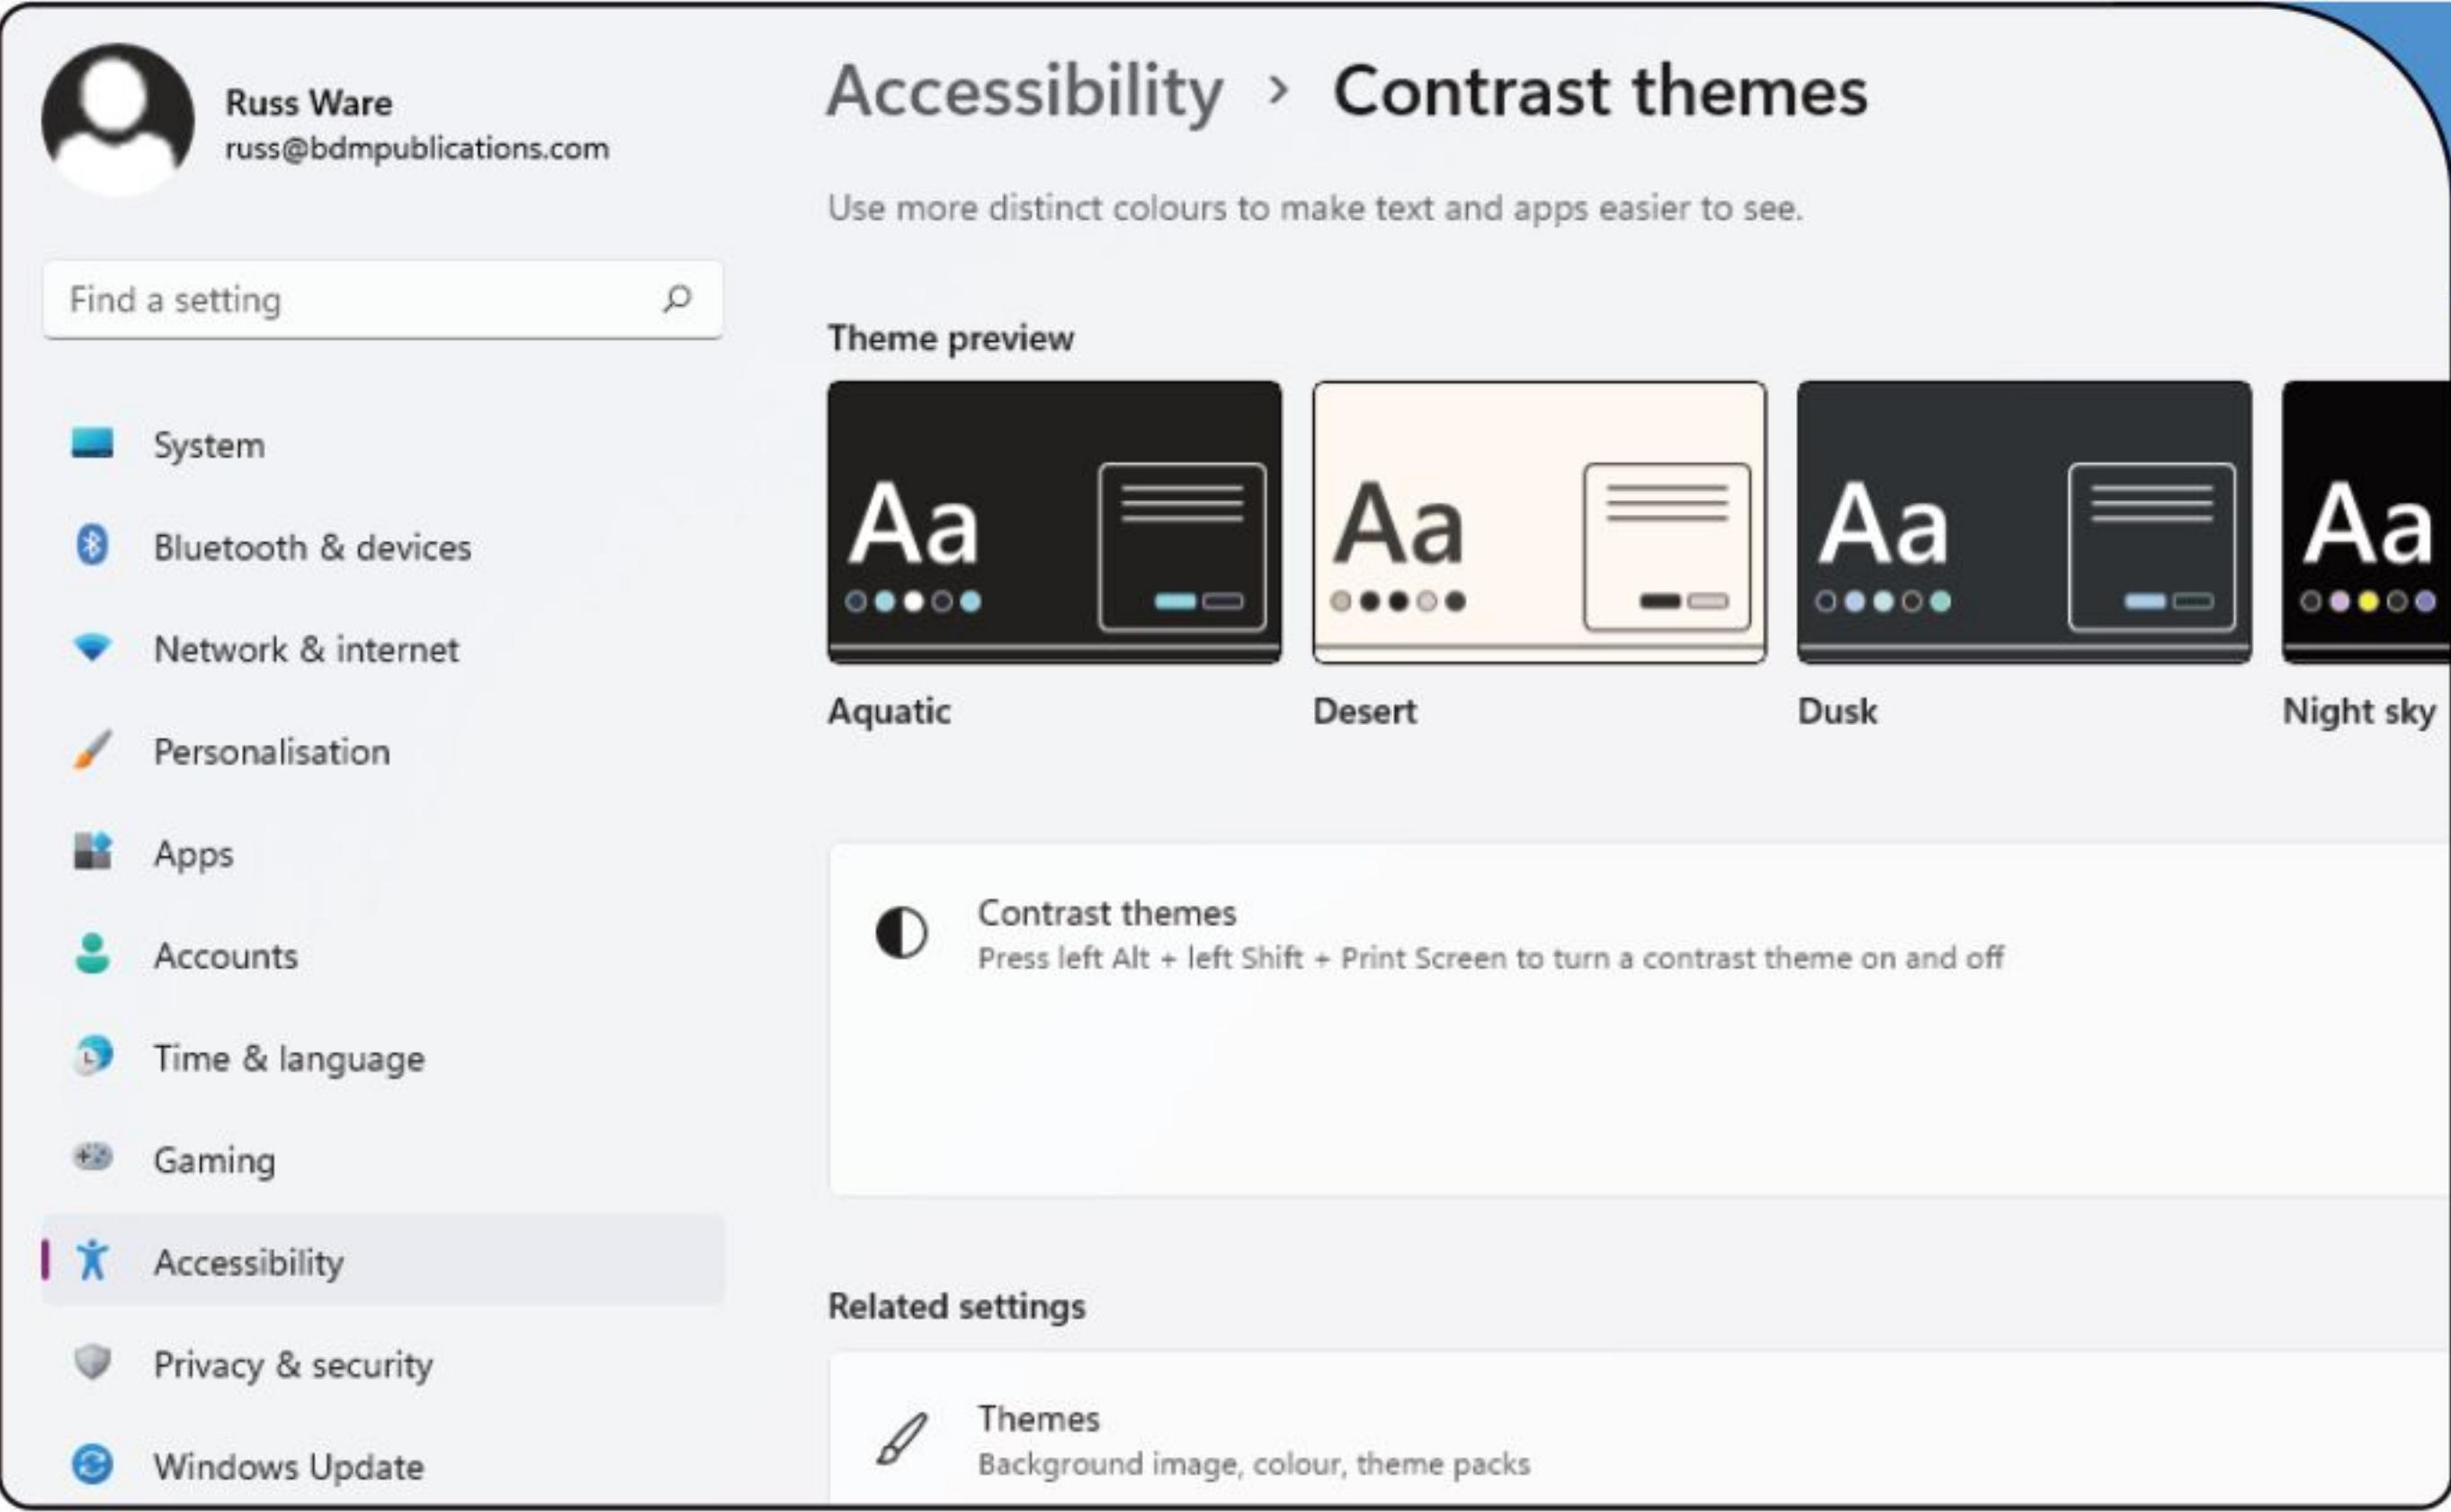 Russ Ware
russ@bdmpublications.com
Find a setting
System
Bluetooth & devices
Network & internet
Personalisation
Apps
Accounts
Time & language
Gaming
Accessibility
Privacy & security
Windows Update
Accessibility > Contrast themes
Use more distinct colours to make text and apps easier to see.
Theme preview
Aa Aa Aa Aa
Aquatic Desert Dusk Night sky
Contrast themes
Press left Alt + left Shift + Print Screen to turn a contrast theme on and off
Related settings
Themes
Background image, colour, theme packs